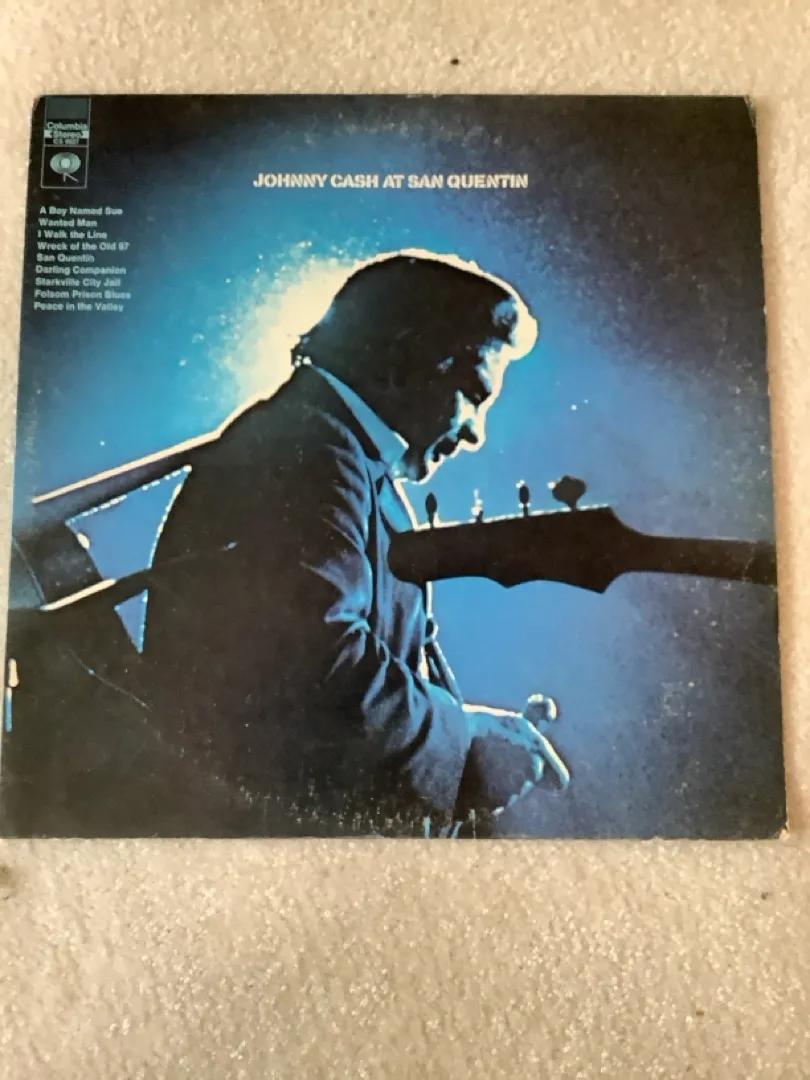 Columbia
Stereo
JOHNNY CASH AT SAN QUENTIN
A Boy Named Sue
Wanted Man
I Walk the Line
Wreck of the Old 97
San Quentin
Darling Companion
Starkville City Jail
Folsom Prison Blues
Peace in the Valley